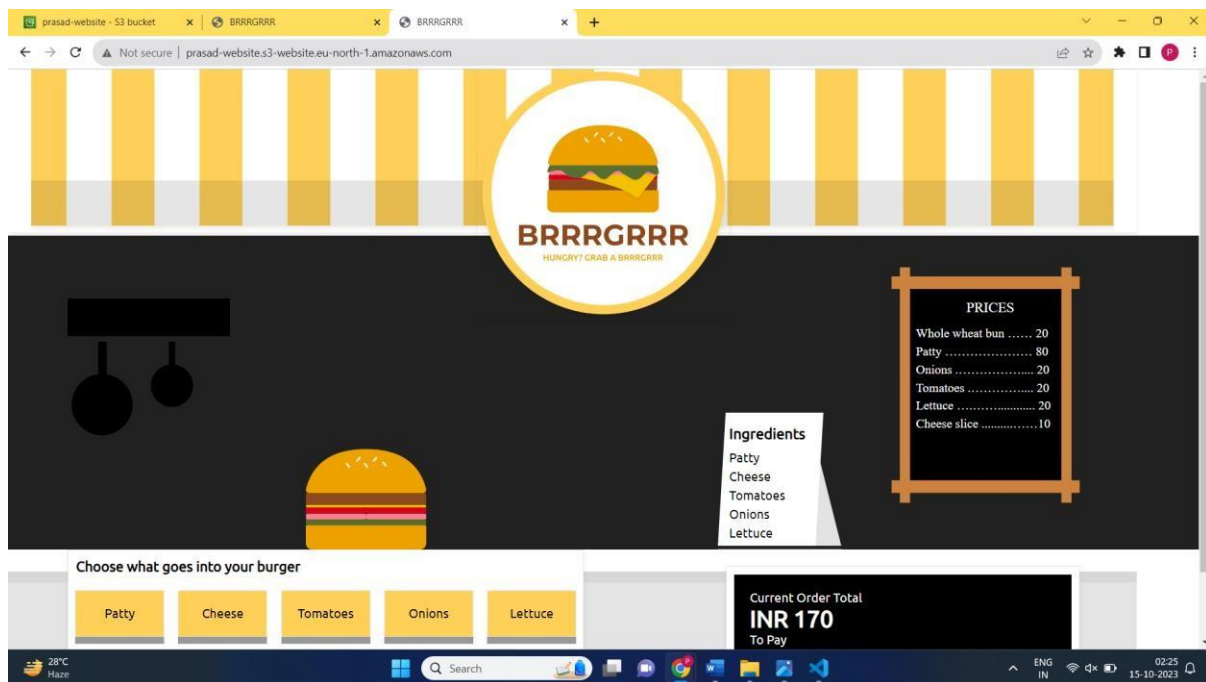 prasad-website - S3 bucket
BRRRGRRR
BRRRGRRR
Not secure | prasad-website.s3-website.eu-north-1.amazonaws.com
P
BRRRGRRR
HUNGRY? GRAB A BRRRGRRR
PRICES
Whole wheat bun ...... 20
Patty ........................ 80
Onions ...................... 20
Tomatoes .................. 20
Lettuce ....................... 20
Cheese slice ................10
Ingredients
Patty
Cheese
Tomatoes
Onions
Lettuce
Choose what goes into your burger
Patty Cheese Tomatoes Onions Lettuce
Current Order Total
INR 170
To Pay
28°C
Haze
Search
ENG
IN
02:25
15-10-2023